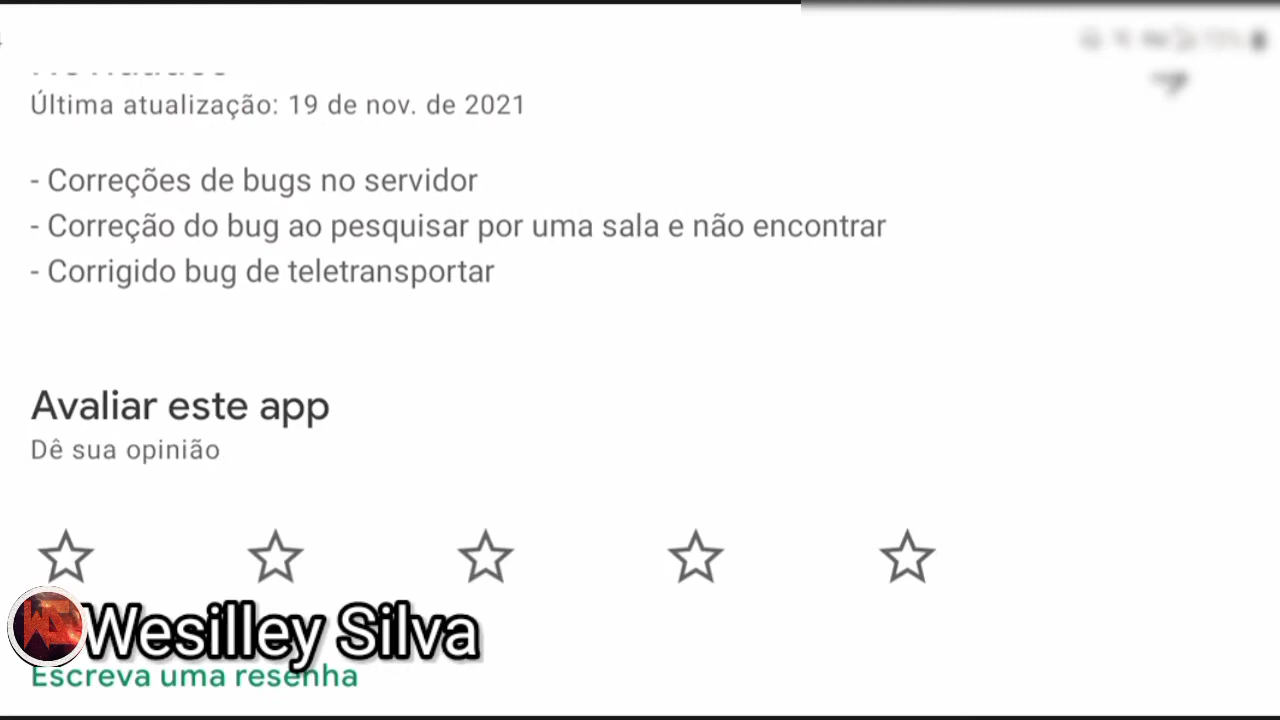 Última atualização: 19 de nov. de 2021
- Correções de bugs no servidor
- Correção do bug ao pesquisar por uma sala e não encontrar
- Corrigido bug de teletransportar
Avaliar este app
Dê sua opinião
Wesilley Silva
Escreva uma resenha